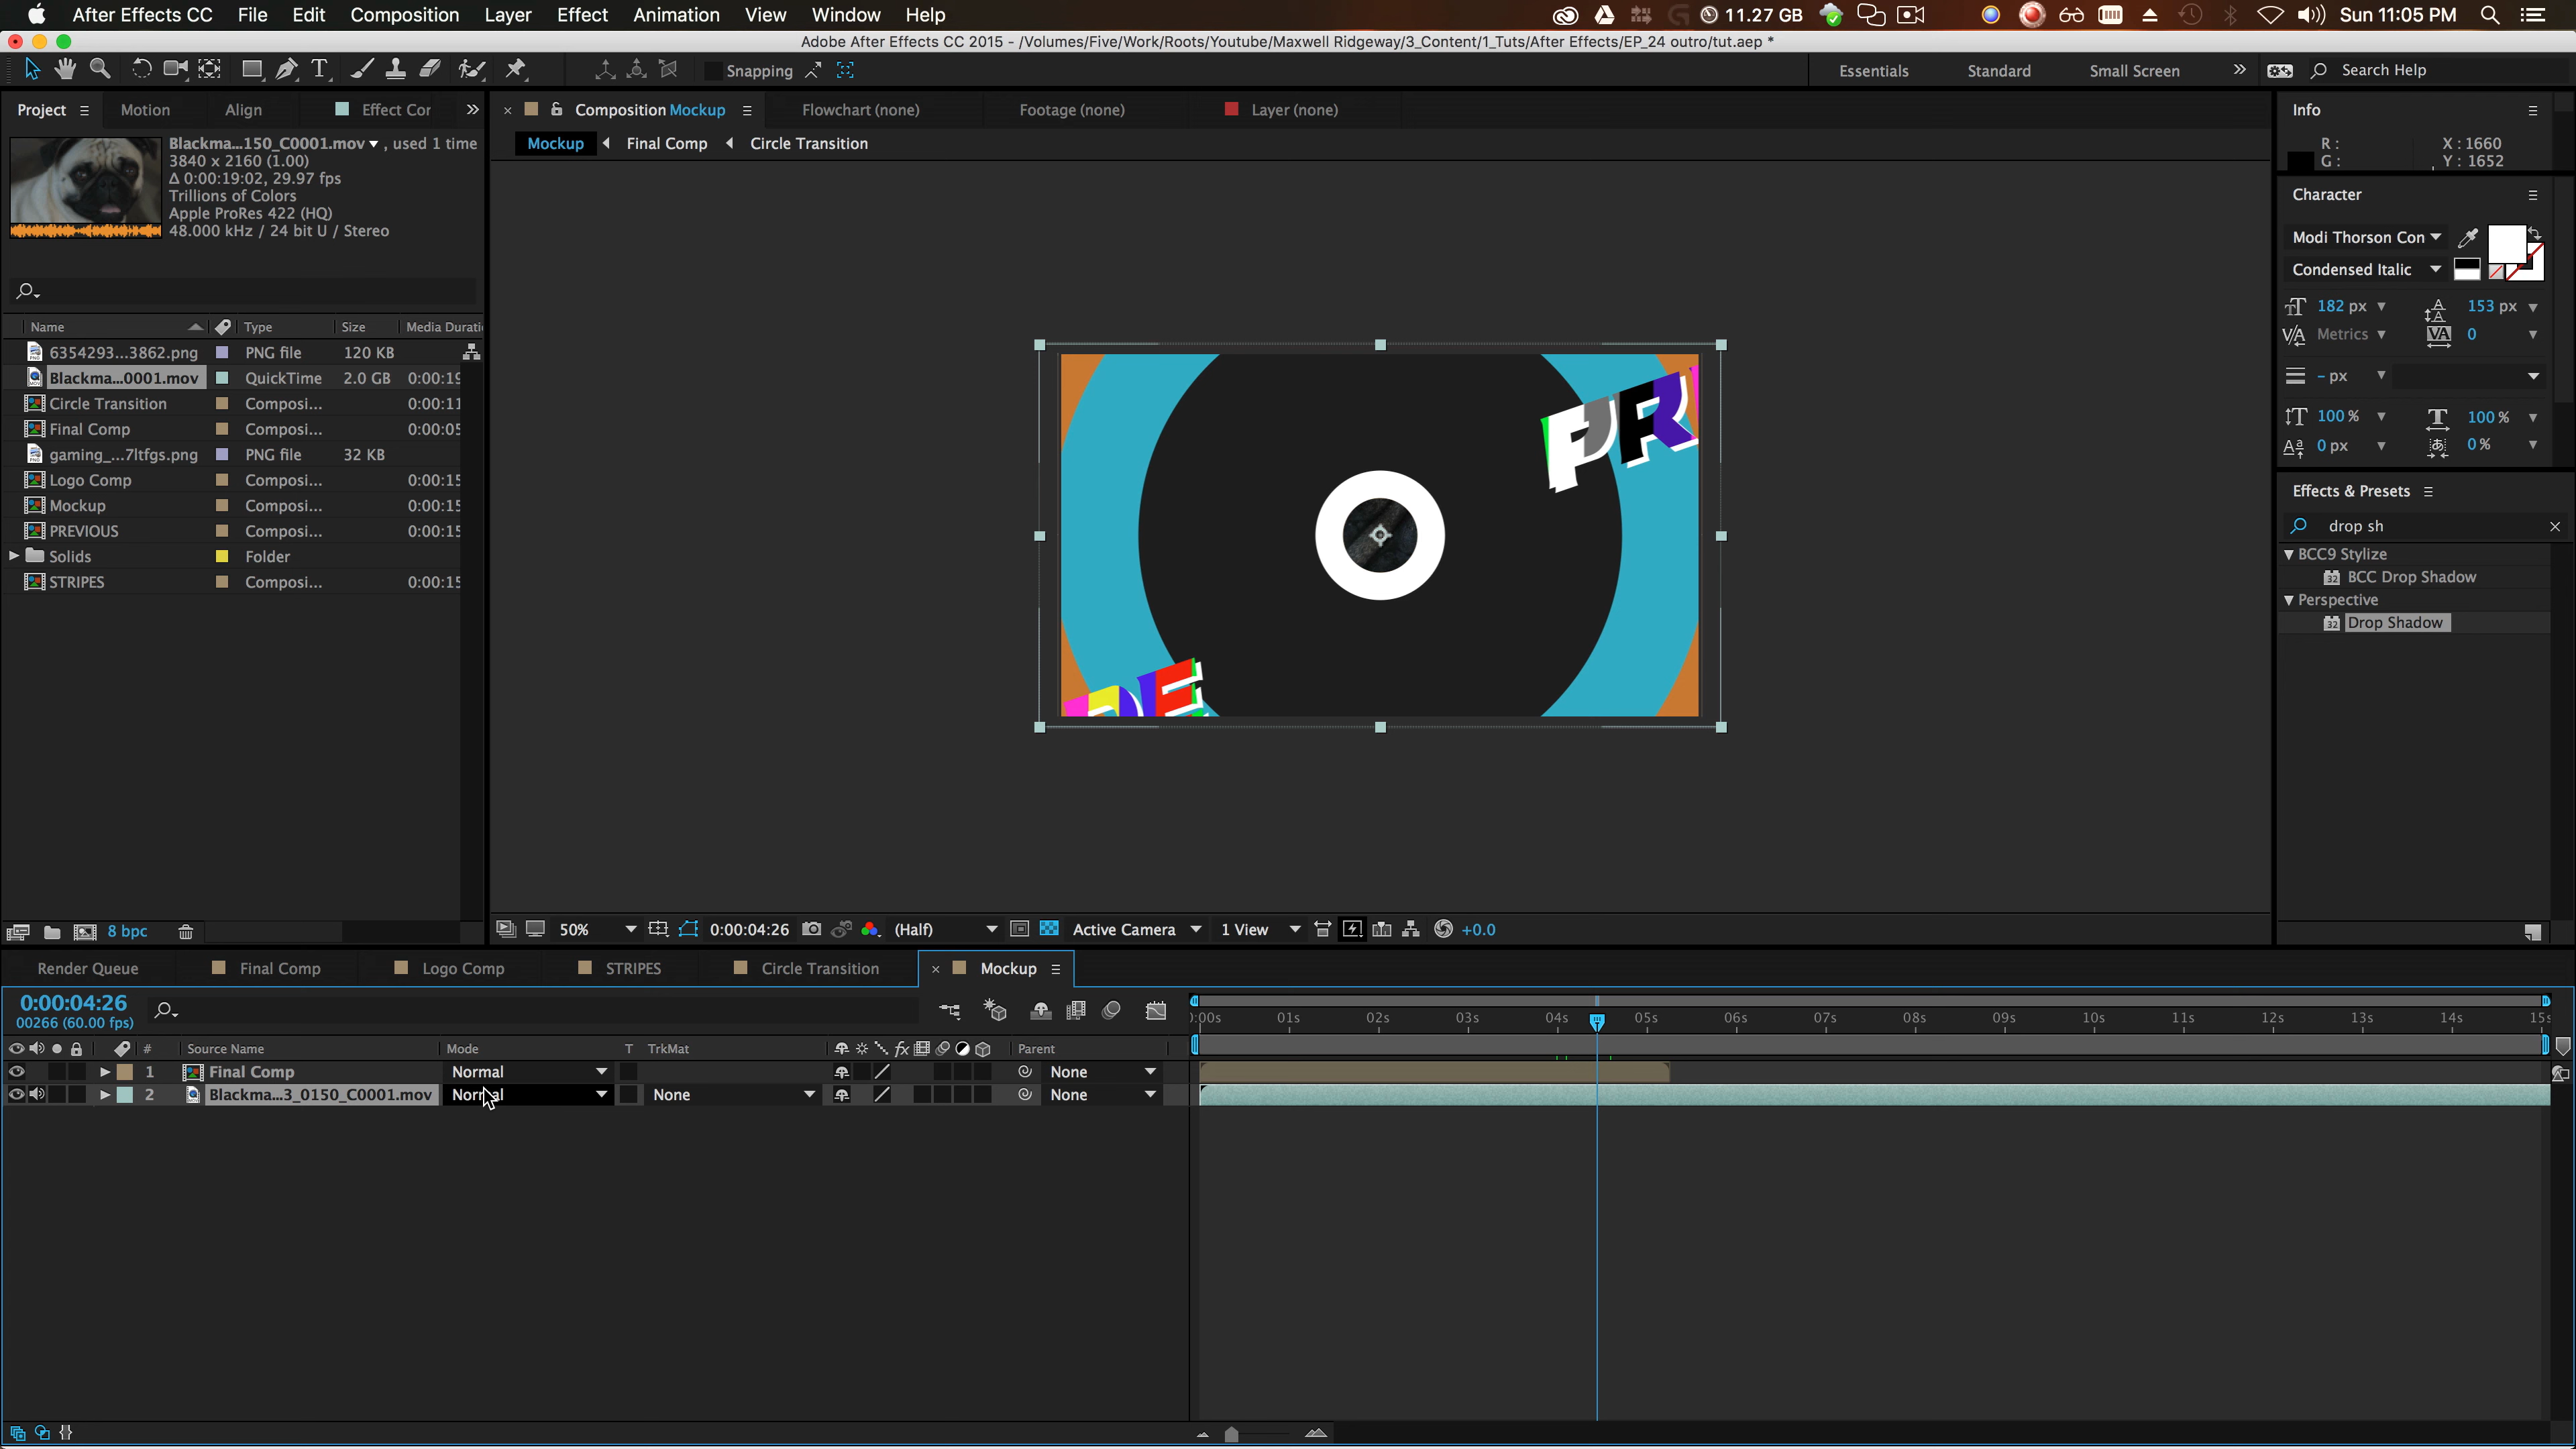 After Effects CC File Edit Composition Layer Effect Animation View Window Help 11.27 GB Sun 11:05 PM
Adobe After Effects CC 2015 - /Volumes/Five/Work/Roots/Youtube/Maxwell Ridgeway/3_Content/1_Tuts/After Effects/EP_24 outro/tut.aep *
Snapping Essentials Standard Small Screen Search Help
Project Motion Align Effect Cor
Blackma...150_C0001.mov , used 1 time
3840 x 2160 (1.00)
Δ 0:00:19:02, 29.97 fps
Trillions of Colors
Apple ProRes 422 (HQ)
48.000 kHz / 24 bit U / Stereo
Name Type Size Media Durati
6354293...3862.png PNG file 120 KB
Blackma...0001.mov QuickTime 2.0 GB 0:00:19
Circle Transition Composi... 0:00:11
Final Comp Composi... 0:00:05
gaming_...7ltfgs.png PNG file 32 KB
Logo Comp Composi... 0:00:15
Mockup Composi... 0:00:15
PREVIOUS Composi... 0:00:15
Solids Folder
STRIPES Composi... 0:00:15
8 bpc
Composition Mockup Flowchart (none) Footage (none) Layer (none)
Mockup Final Comp Circle Transition
PR
DE
50% 0:00:04:26 (Half) Active Camera 1 View +0.0
Info
R : X : 1660
G : Y : 1652
Character
Modi Thorson Con
Condensed Italic
182 px 153 px
Metrics 0
- px
100 % 100 %
0 px 0 %
Effects & Presets
drop sh
BCC9 Stylize
32 BCC Drop Shadow
Perspective
32 Drop Shadow
Render Queue Final Comp Logo Comp STRIPES Circle Transition Mockup
0:00:04:26
00266 (60.00 fps)
:00s 01s 02s 03s 04s 05s 06s 07s 08s 09s 10s 11s 12s 13s 14s 15s
# Source Name Mode T TrkMat fx Parent
1 Final Comp Normal None
2 Blackma...3_0150_C0001.mov Normal None None